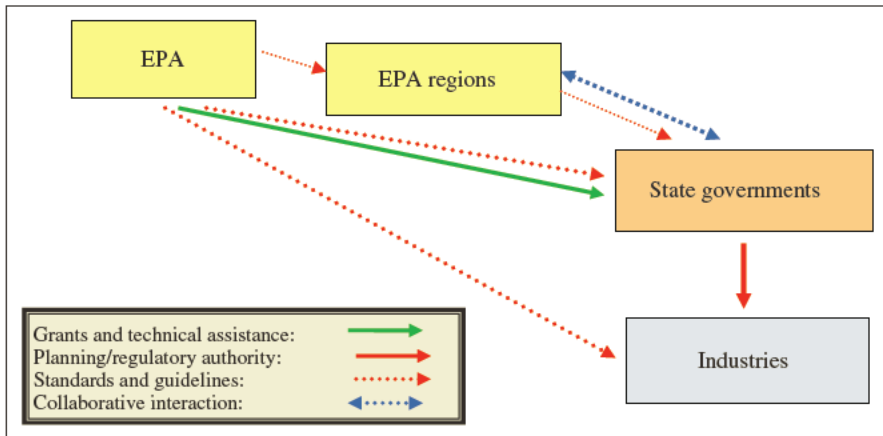 EPA
EPA regions
State governments
Industries
Grants and technical assistance:
Planning/regulatory authority:
Standards and guidelines:
Collaborative interaction: